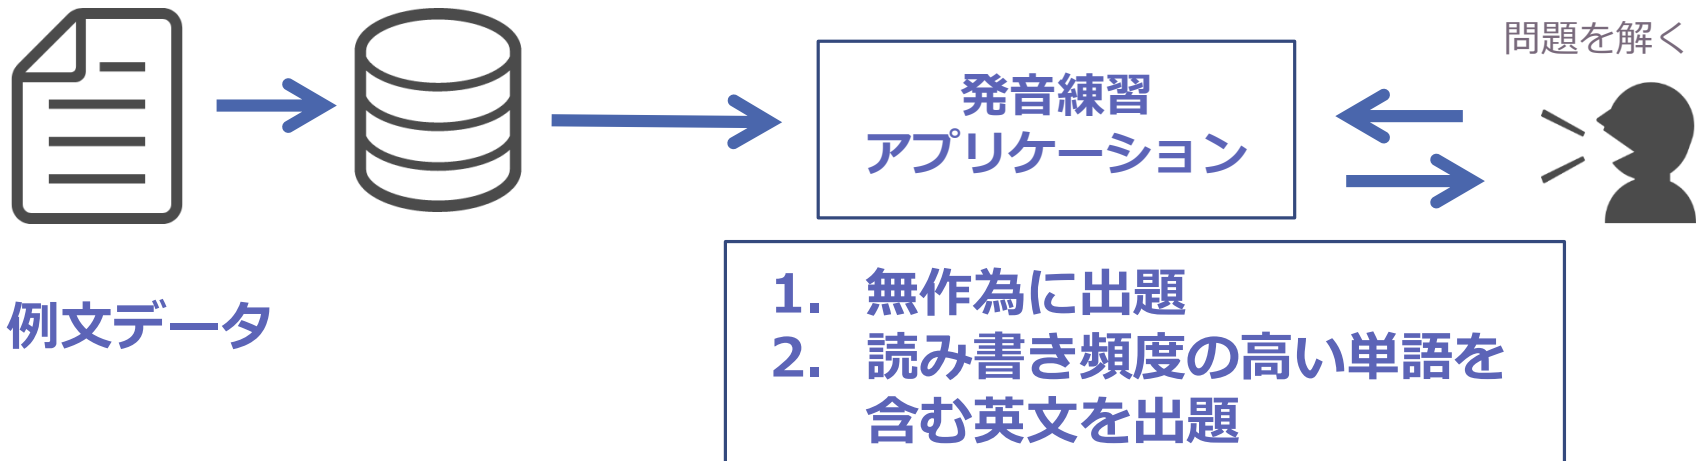 問題を解く
発音練習
アプリケーション
例文データ
1. 無作為に出題
2. 読み書き頻度の高い単語を
含む英文を出題